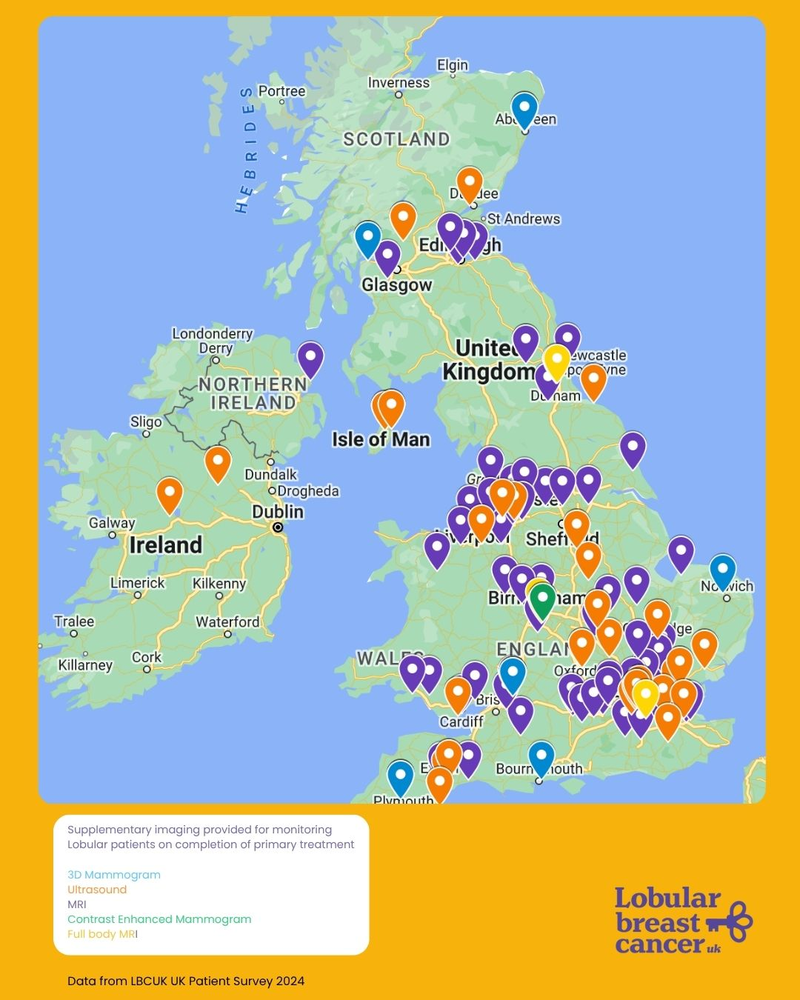 Elgin
Inverness
Portree
HEBRIDES
SCOTLAND
St Andrews
Glasgow
Londonderry
Derry
United
Kingdom
NORTHERN
IRELAND
Sligo
Isle of Man
Dundalk
Drogheda
Galway
Dublin
Ireland
Limerick
Kilkenny
Tralee
Waterford
Killarney
Cork
Oxford
Cardiff
Plymouth
Supplementary imaging provided for monitoring
Lobular patients on completion of primary treatment
3D Mammogram
Ultrasound
MRI
Contrast Enhanced Mammogram
Full body MRI
Lobular
breast
cancer uk
Data from LBCUK UK Patient Survey 2024